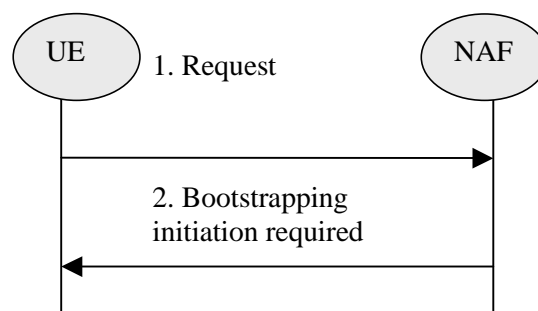 UE
NAF
1. Request
2. Bootstrapping
initiation required